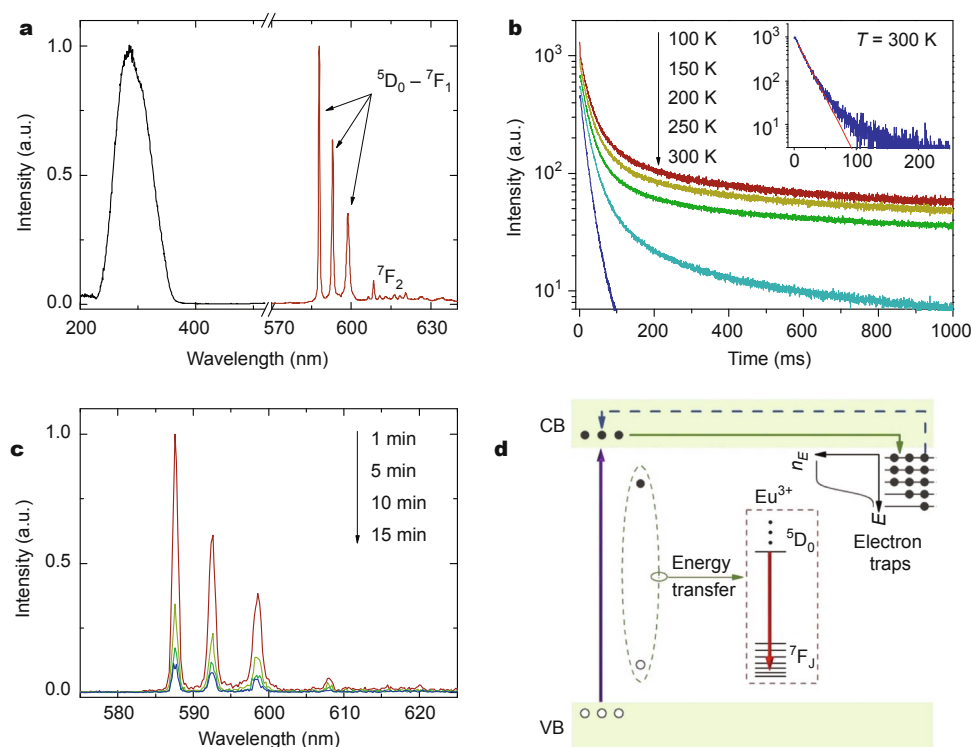 a
Intensity (a.u.)
1.0
0.5
0.0
⁵D₀ – ⁷F₁
⁷F₂
200
400
570
600
630
Wavelength (nm)
b
Intensity (a.u.)
10³
10²
10¹
100 K
150 K
200 K
250 K
300 K
T = 300 K
10³
10²
10¹
0
100
200
0
200
400
600
800
1000
Time (ms)
c
Intensity (a.u.)
1.0
0.5
0.0
1 min
5 min
10 min
15 min
580
590
600
610
620
Wavelength (nm)
d
CB
n_E
E
Electron
traps
Eu³⁺
⁵D₀
Energy
transfer
⁷F_J
VB